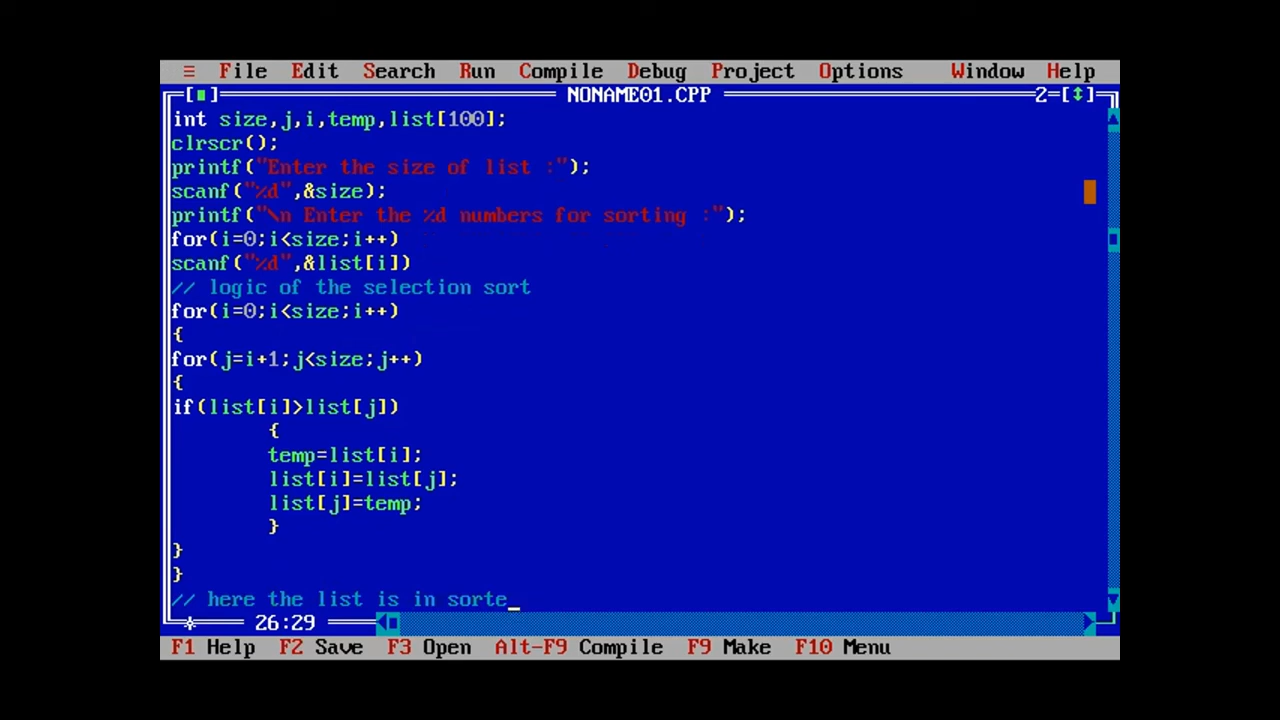 ≡ File Edit Search Run Compile Debug Project Options Window Help
[■] NONAME01.CPP 2=[↕]
int size,j,i,temp,list[100];
clrscr();
printf("Enter the size of list :");
scanf("%d",&size);
printf("\n Enter the %d numbers for sorting :");
for(i=0;i<size;i++)
scanf("%d",&list[i])
// logic of the selection sort
for(i=0;i<size;i++)
{
for(j=i+1;j<size;j++)
{
if(list[i]>list[j])
{
temp=list[i];
list[i]=list[j];
list[j]=temp;
}
}
}
// here the list is in sorte_
26:29
F1 Help F2 Save F3 Open Alt-F9 Compile F9 Make F10 Menu